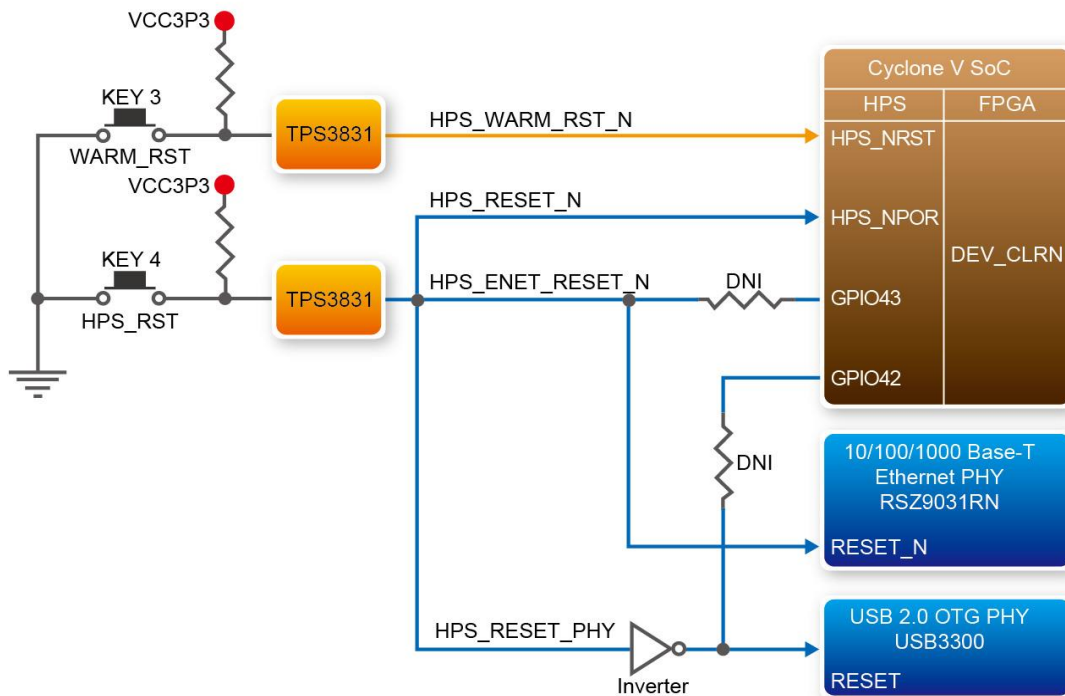 VCC3P3
KEY 3
WARM_RST
TPS3831
HPS_WARM_RST_N
VCC3P3
KEY 4
HPS_RST
TPS3831
HPS_RESET_N
HPS_ENET_RESET_N
DNI
DNI
HPS_RESET_PHY
Inverter
Cyclone V SoC
HPS FPGA
HPS_NRST
HPS_NPOR
DEV_CLRN
GPIO43
GPIO42
10/100/1000 Base-T
Ethernet PHY
RSZ9031RN
RESET_N
USB 2.0 OTG PHY
USB3300
RESET